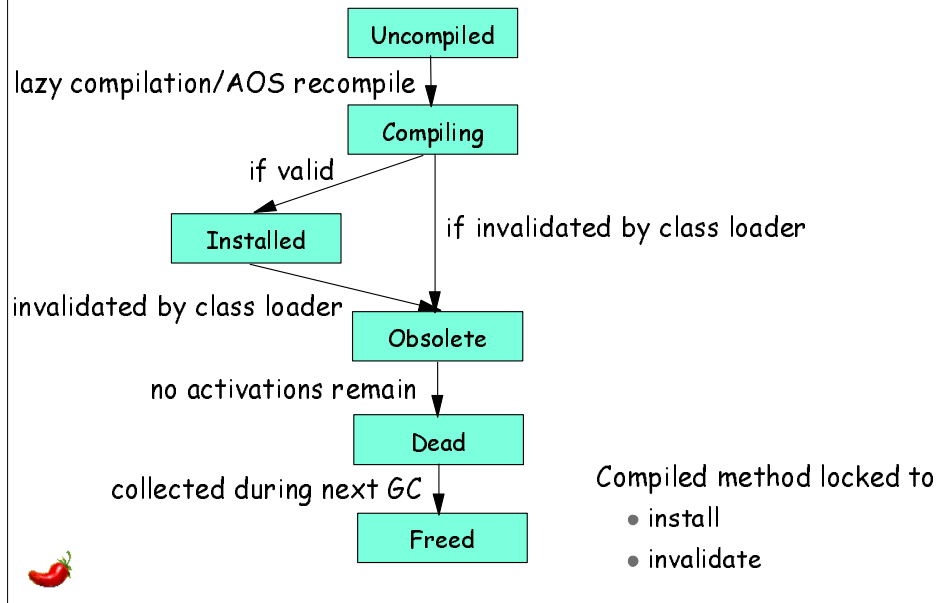 Uncompiled
lazy compilation/AOS recompile
Compiling
if valid
Installed
if invalidated by class loader
invalidated by class loader
Obsolete
no activations remain
Dead
collected during next GC
Freed
Compiled method locked to
● install
● invalidate